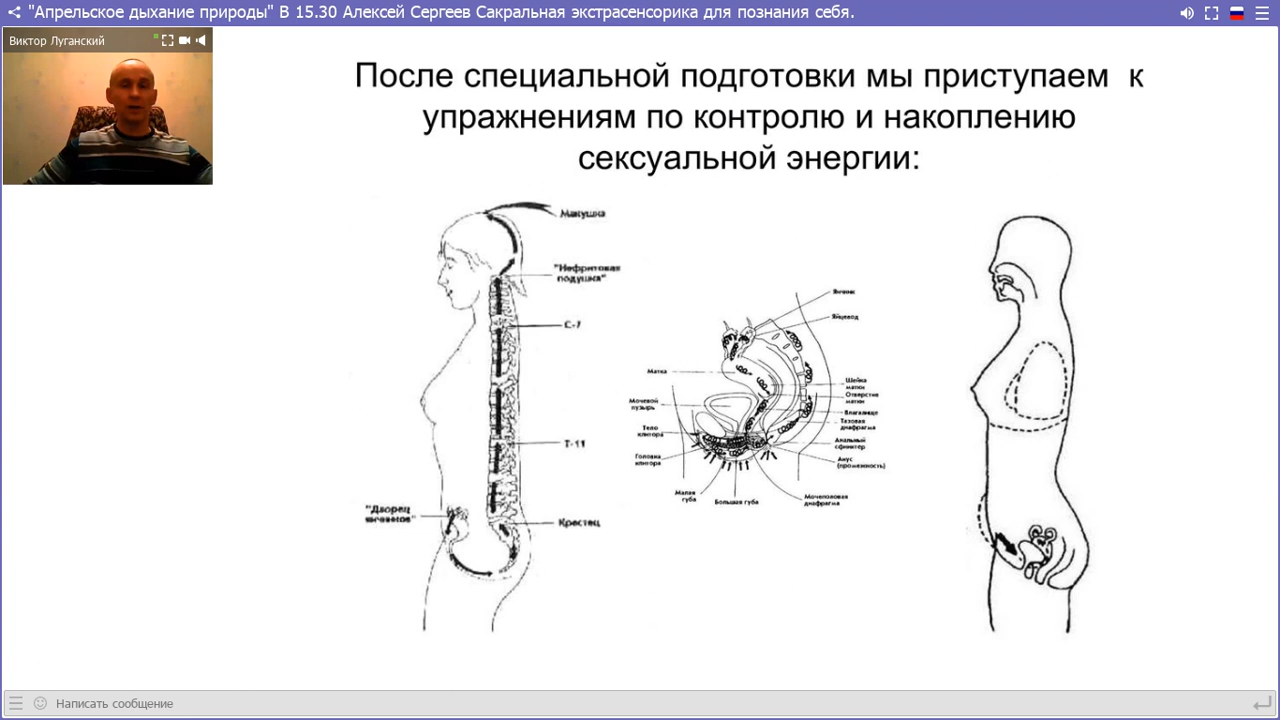 "Апрельское дыхание природы" В 15.30 Алексей Сергеев Сакральная экстрасенсорика для познания себя.
Виктор Луганский
После специальной подготовки мы приступаем к
упражнениям по контролю и накоплению
сексуальной энергии:
Макушка
"Нефритовая
подушка"
С-7
Т-11
"Дворец
яичников"
Крестец
Яичник
Яйцевод
Матка
Шейка
матки
Отверстие
матки
Мочевой
пузырь
Влагалище
Тазовая
диафрагма
Тело
клитора
Анальный
сфинктер
Головка
клитора
Анус
(промежность)
Малая
губа
Большая губа
Мочеполовая
диафрагма
Написать сообщение